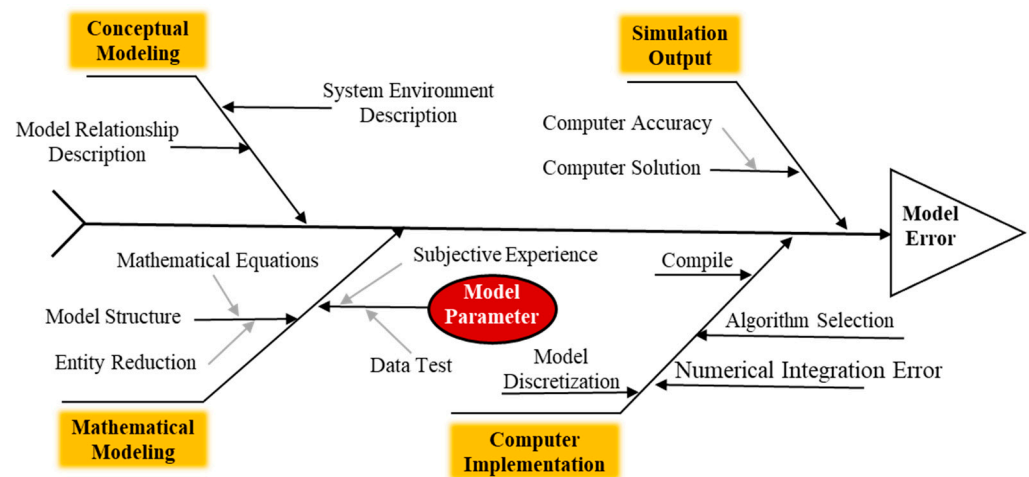 Conceptual
Modeling
Simulation
Output
System Environment
Description
Model Relationship
Description
Computer Accuracy
Computer Solution
Model
Error
Mathematical Equations
Subjective Experience
Compile
Model
Parameter
Model Structure
Algorithm Selection
Entity Reduction
Data Test
Model
Discretization
Numerical Integration Error
Mathematical
Modeling
Computer
Implementation